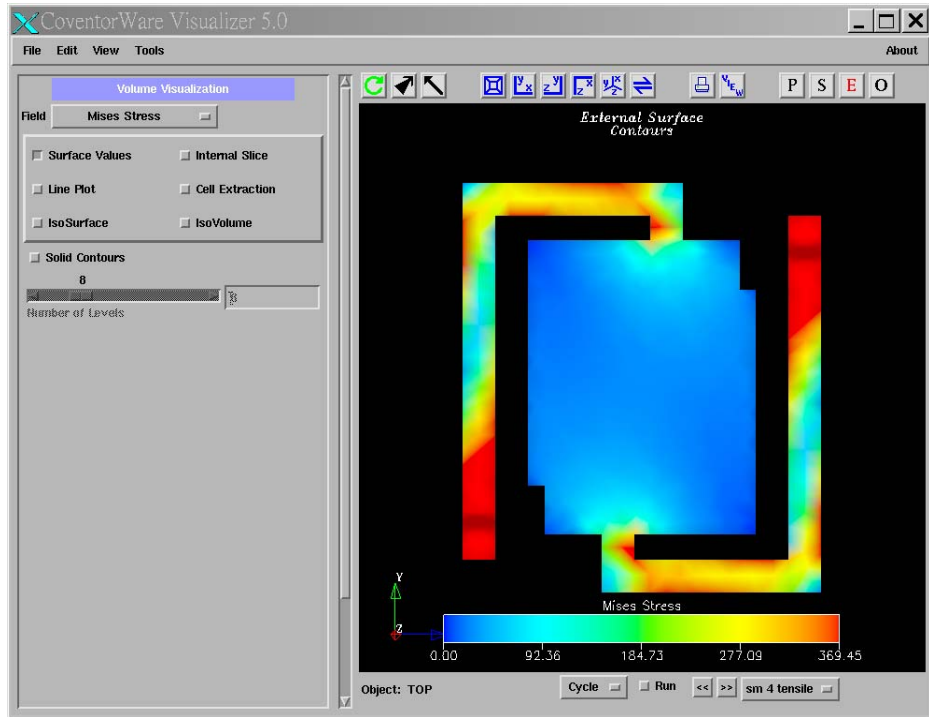 CoventorWare Visualizer 5.0
File Edit View Tools About
Volume Visualization
Field Mises Stress
Surface Values Internal Slice
Line Plot Cell Extraction
IsoSurface IsoVolume
Solid Contours
8
8
Number of Levels
Y X
Z Y
Z X
Y X Z
VIEW
P S E O
External Surface
Contours
Y
Z
Mises Stress
0.00 92.36 184.73 277.09 369.45
Object: TOP Cycle Run << >> sm 4 tensile